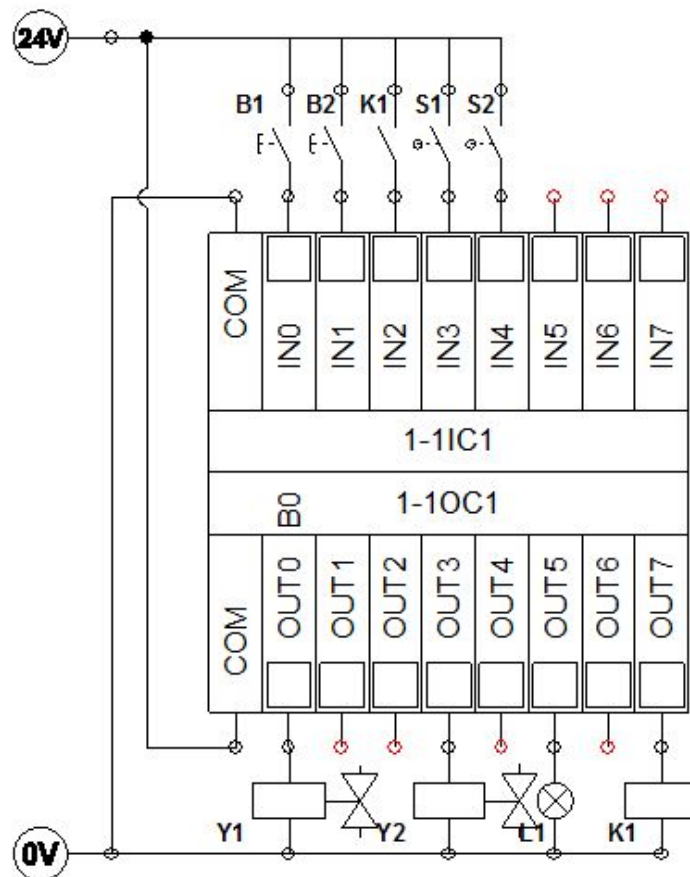 24V
B1 B2 K1 S1 S2
COM IN0 IN1 IN2 IN3 IN4 IN5 IN6 IN7
1-1IC1
B0 1-1OC1
COM OUT0 OUT1 OUT2 OUT3 OUT4 OUT5 OUT6 OUT7
Y1 Y2 L1 K1
0V